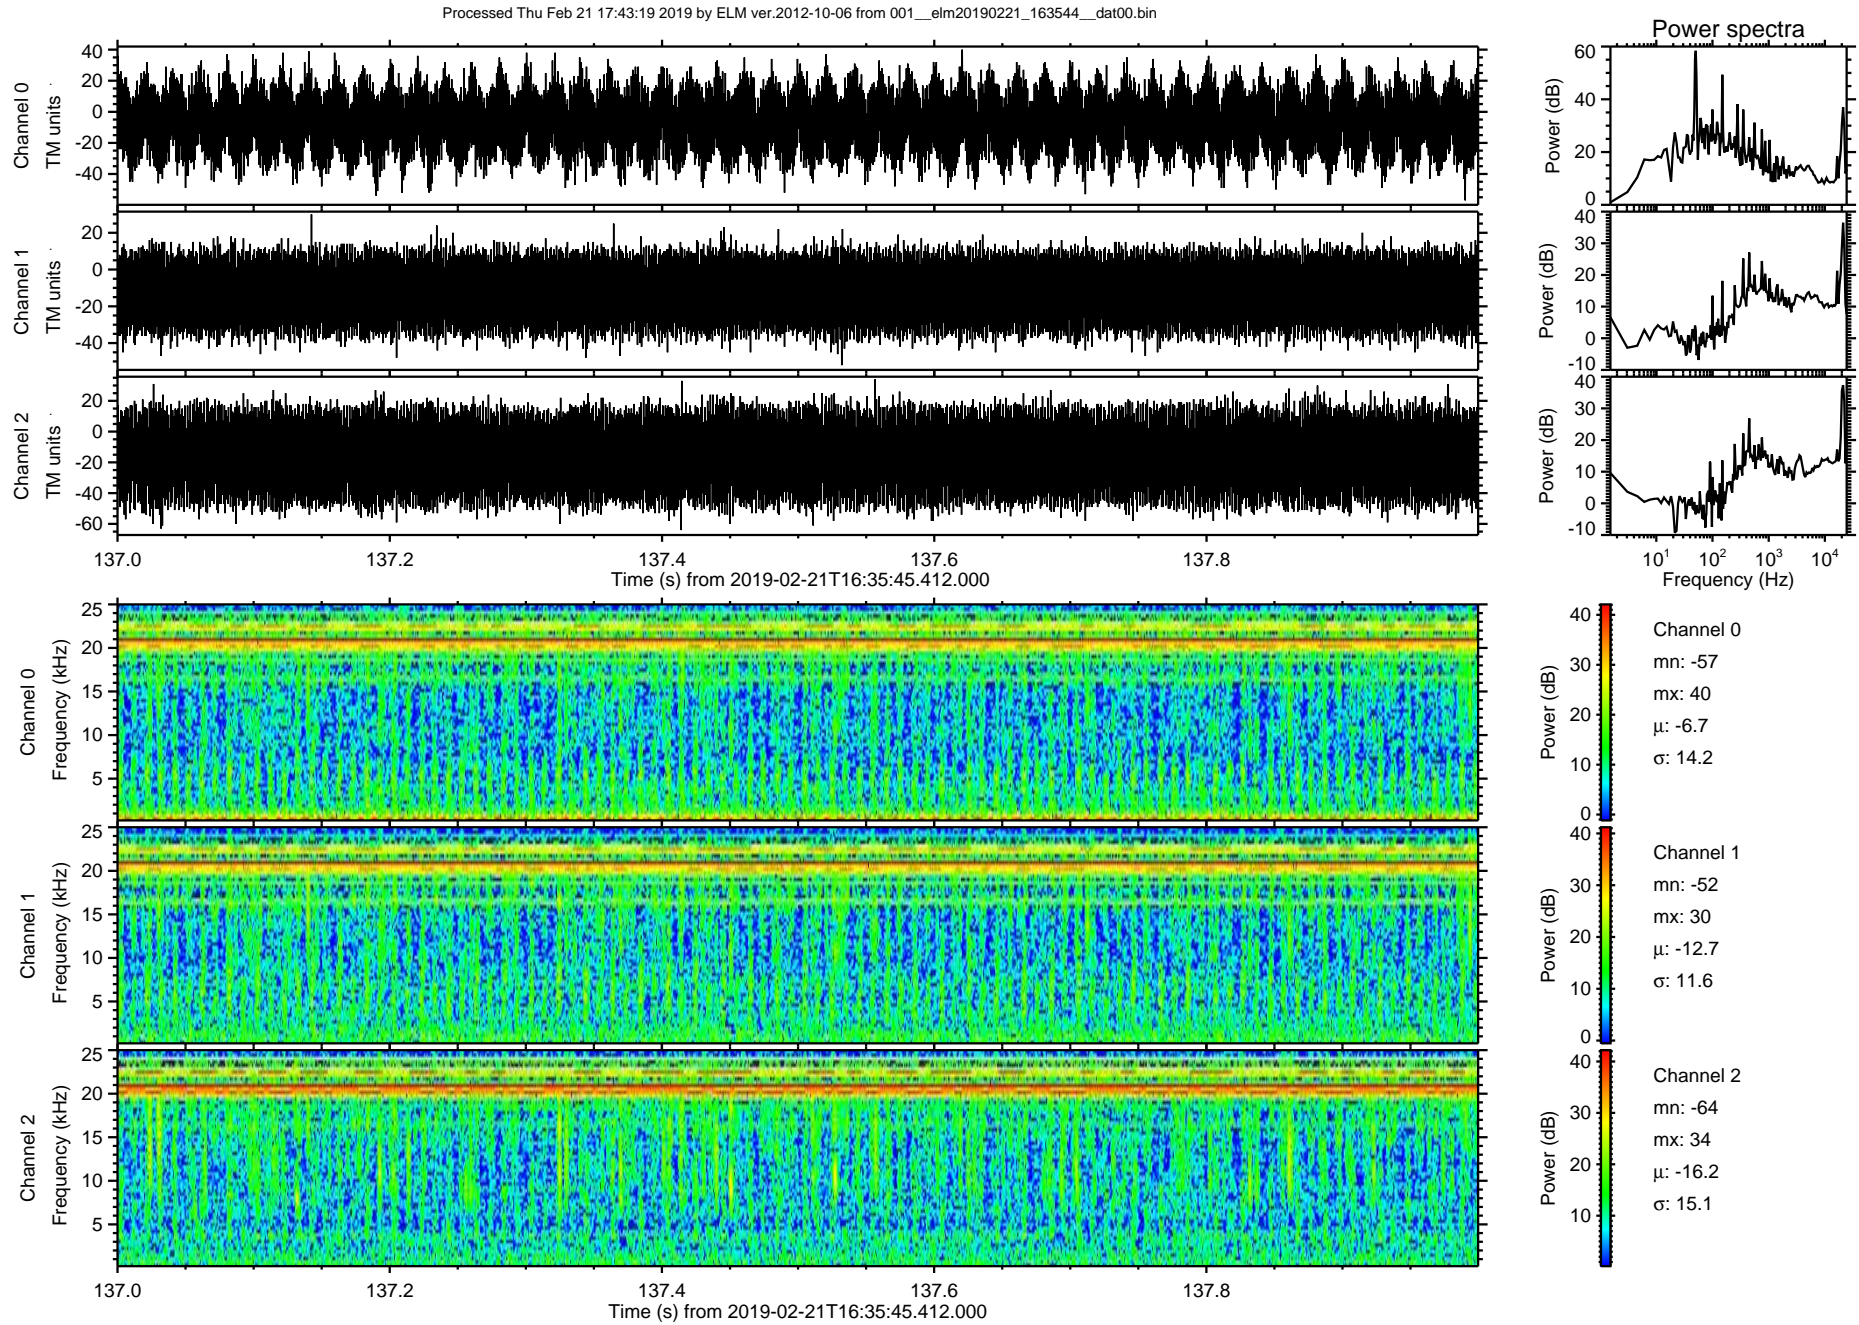 Processed Thu Feb 21 17:43:19 2019 by ELM ver.2012-10-06 from 001__elm20190221_163544__dat00.bin
Power spectra
Channel 0
TM units
40
20
0
-20
-40
Power (dB)
60
40
20
0
Channel 1
TM units
20
0
-20
-40
Power (dB)
40
30
20
10
0
-10
Channel 2
TM units
20
0
-20
-40
-60
Power (dB)
40
30
20
10
0
-10
137.0 137.2 137.4 137.6 137.8
Time (s) from 2019-02-21T16:35:45.412.000
10^1 10^2 10^3 10^4
Frequency (Hz)
Channel 0
Frequency (kHz)
25
20
15
10
5
Power (dB)
40
30
20
10
0
Channel 0
mn: -57
mx: 40
μ: -6.7
σ: 14.2
Channel 1
Frequency (kHz)
25
20
15
10
5
Power (dB)
40
30
20
10
0
Channel 1
mn: -52
mx: 30
μ: -12.7
σ: 11.6
Channel 2
Frequency (kHz)
25
20
15
10
5
Power (dB)
40
30
20
10
Channel 2
mn: -64
mx: 34
μ: -16.2
σ: 15.1
137.0 137.2 137.4 137.6 137.8
Time (s) from 2019-02-21T16:35:45.412.000